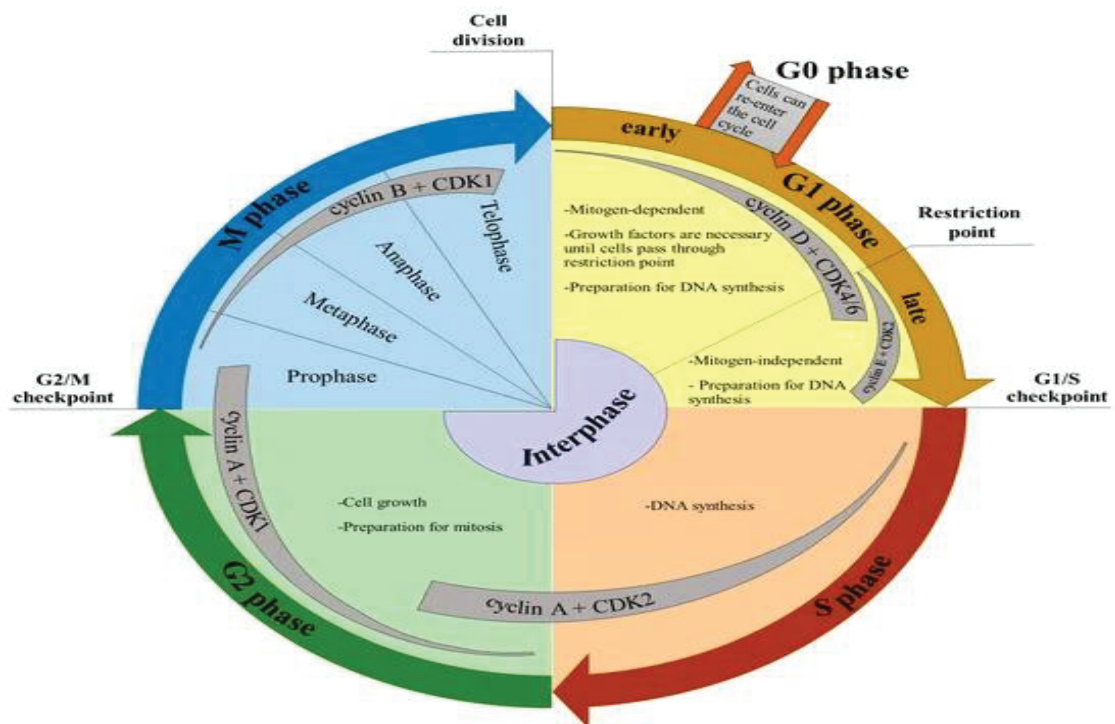 Cell
division
G0 phase
Cells can
re-enter
the cell
cycle
early
G1 phase
late
Restriction
point
cyclin D + CDK4/6
cyclin E + CDK2
-Mitogen-dependent
-Growth factors are necessary
until cells pass through
restriction point
-Preparation for DNA synthesis
-Mitogen-independent
- Preparation for DNA
synthesis
G1/S
checkpoint
M phase
cyclin B + CDK1
Telophase
Anaphase
Metaphase
Prophase
G2/M
checkpoint
Interphase
cyclin A + CDK1
-Cell growth
-Preparation for mitosis
G2 phase
-DNA synthesis
cyclin A + CDK2
S phase